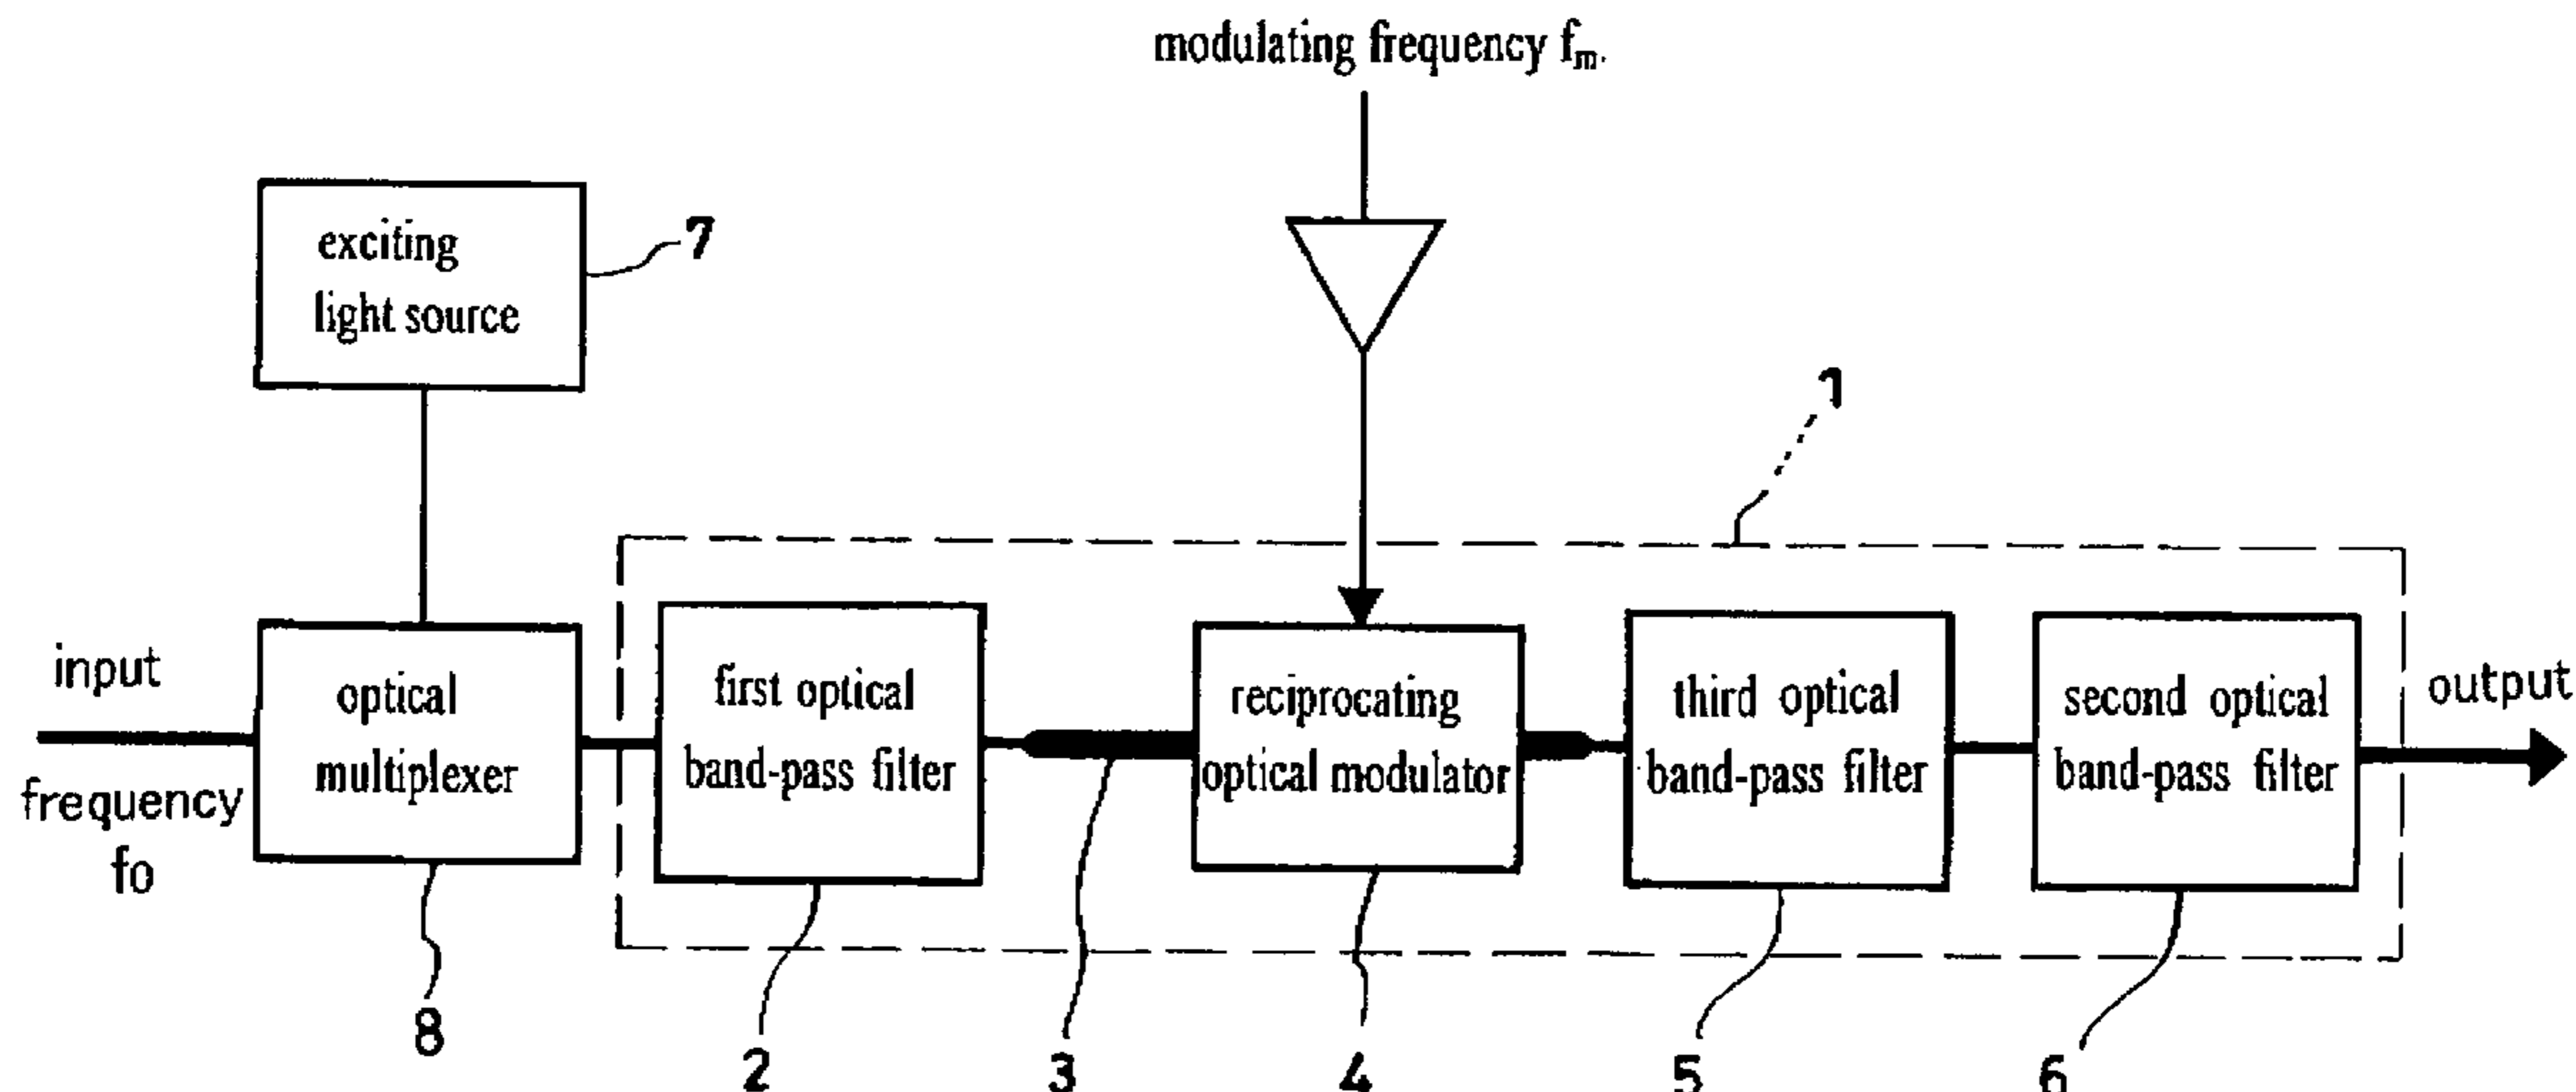 modulating frequency fm.
exciting
light source
7
1
input
frequency
fo
optical
multiplexer
first optical
band-pass filter
reciprocating
optical modulator
third optical
band-pass filter
second optical
band-pass filter
output
8
2
3
4
5
6